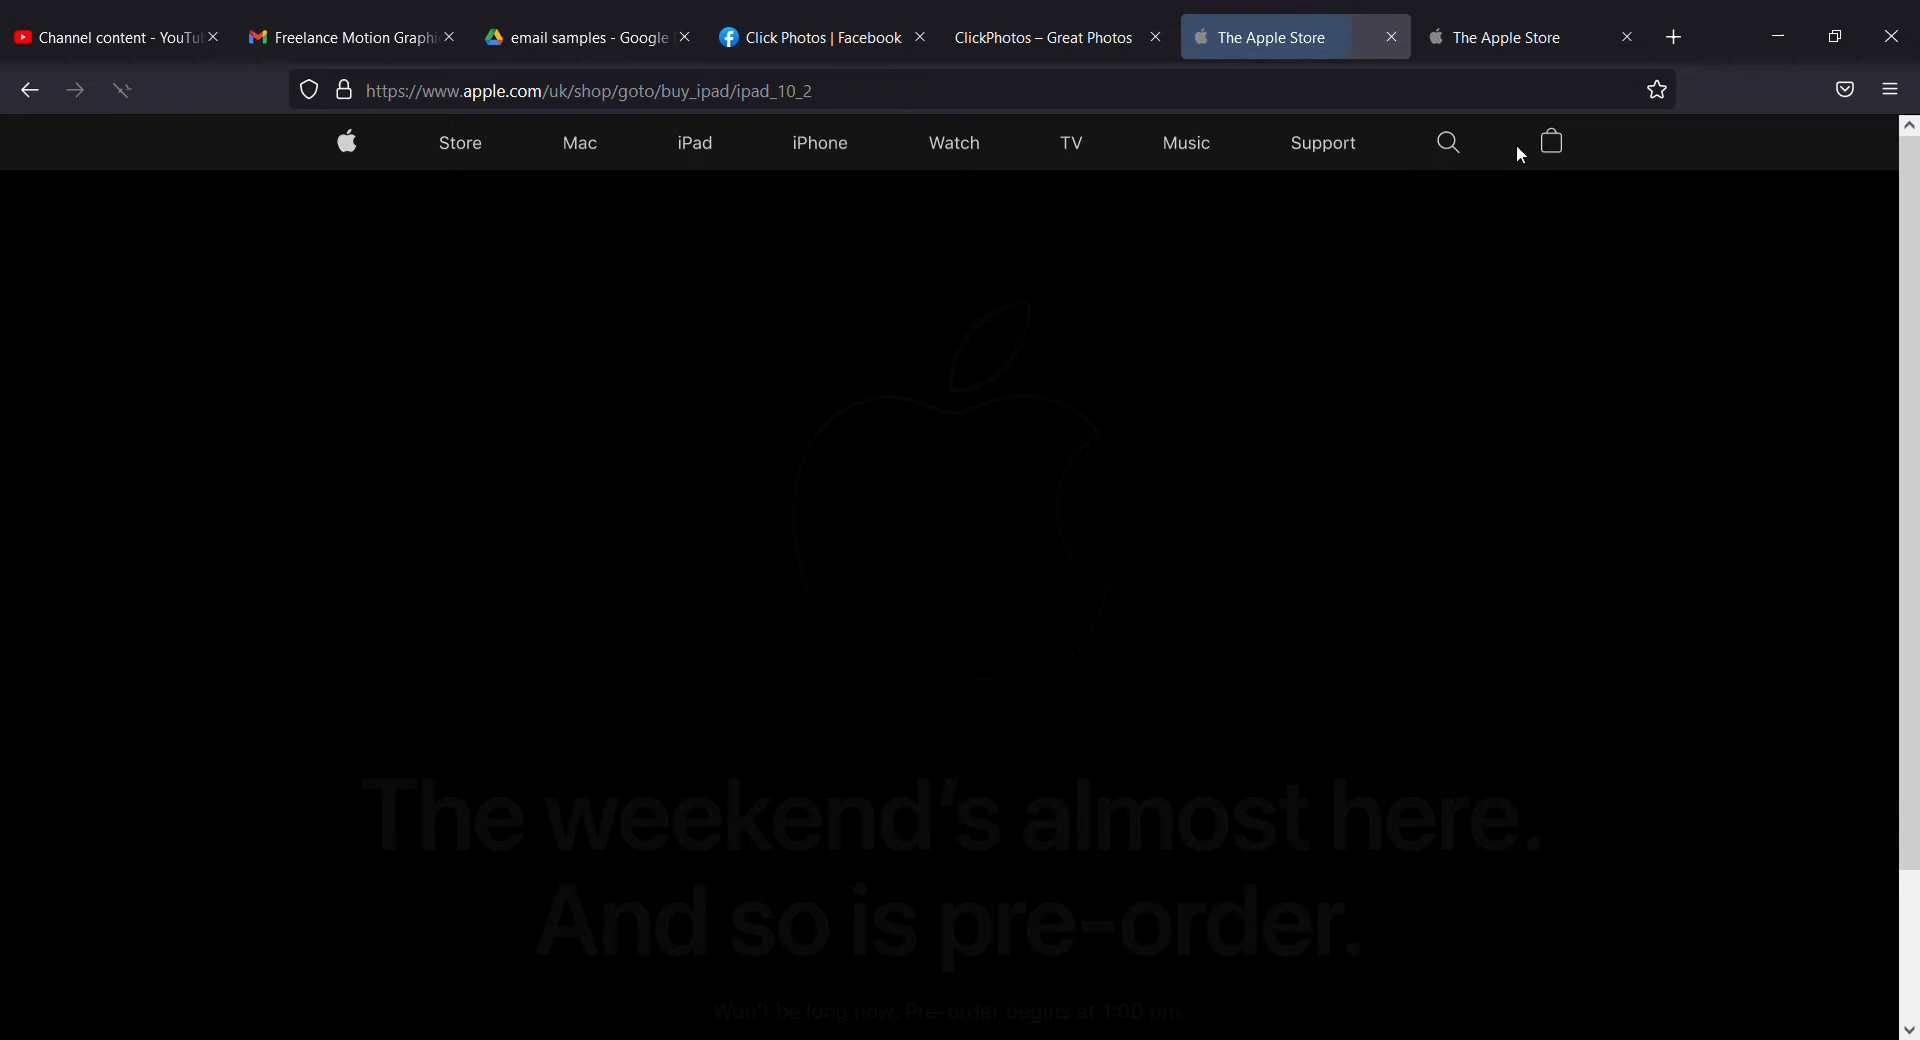 Channel content - YouTu
Freelance Motion Graphi
email samples - Google
Click Photos | Facebook
ClickPhotos – Great Photos
The Apple Store
The Apple Store
https://www.apple.com/uk/shop/goto/buy_ipad/ipad_10_2
Store
Mac
iPad
iPhone
Watch
TV
Music
Support
The weekend's almost here.
And so is pre-order.
Won't be long now. Pre-order begins at 1:00 pm